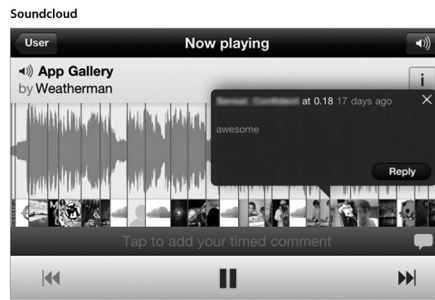 Soundcloud
User
Now playing
App Gallery
i
by Weatherman
at 0.18 17 days ago
awesome
Reply
Tap to add your timed comment